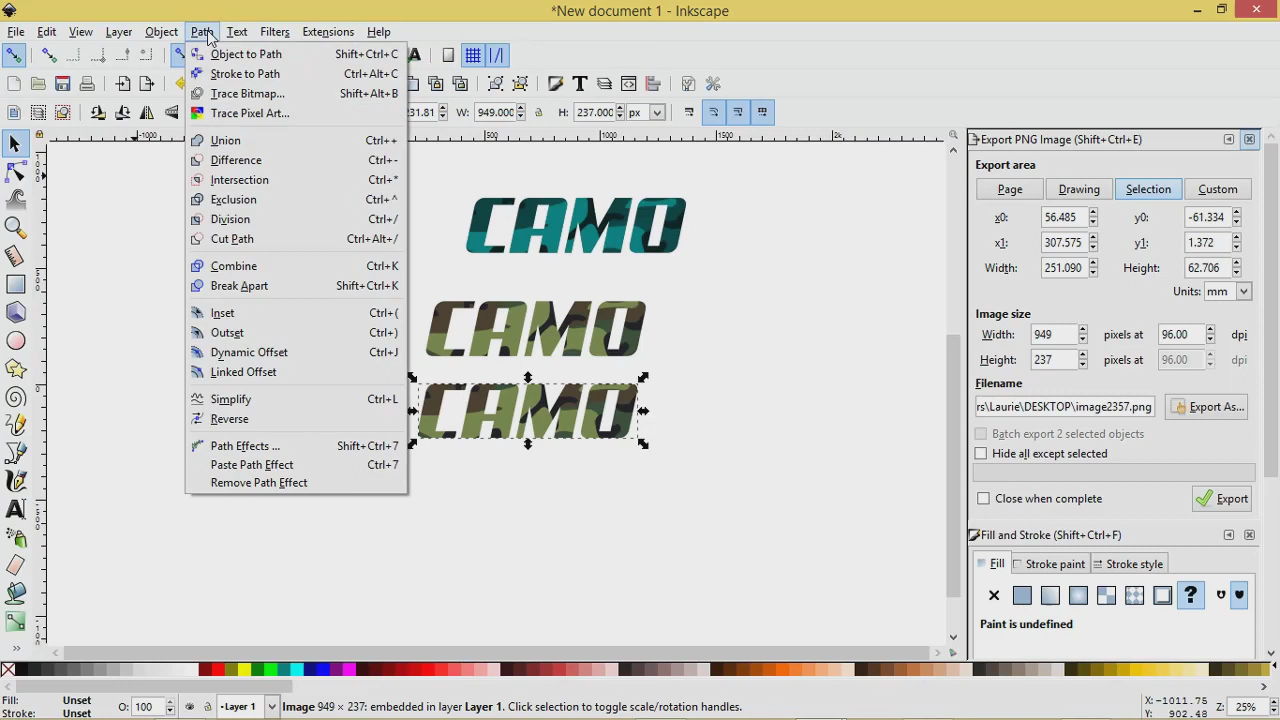 *New document 1 - Inkscape
File Edit View Layer Object Path Text Filters Extensions Help
Object to Path Shift+Ctrl+C
Stroke to Path Ctrl+Alt+C
Trace Bitmap... Shift+Alt+B
Trace Pixel Art...
Union Ctrl++
Difference Ctrl+-
Intersection Ctrl+*
Exclusion Ctrl+^
Division Ctrl+/
Cut Path Ctrl+Alt+/
Combine Ctrl+K
Break Apart Shift+Ctrl+K
Inset Ctrl+(
Outset Ctrl+)
Dynamic Offset Ctrl+J
Linked Offset
Simplify Ctrl+L
Reverse
Path Effects ... Shift+Ctrl+7
Paste Path Effect Ctrl+7
Remove Path Effect
231.81 W: 949.000 H: 237.000 px
-1000 500 1000 1500 2k
CAMO
CAMO
CAMO
Export PNG Image (Shift+Ctrl+E)
Export area
Page Drawing Selection Custom
x0: 56.485 y0: -61.334
x1: 307.575 y1: 1.372
Width: 251.090 Height: 62.706
Units: mm
Image size
Width: 949 pixels at 96.00 dpi
Height: 237 pixels at 96.00 dpi
Filename
rs\Laurie\DESKTOP\image2357.png Export As...
Batch export 2 selected objects
Hide all except selected
Close when complete Export
Fill and Stroke (Shift+Ctrl+F)
Fill Stroke paint Stroke style
Paint is undefined
Fill: Unset
Stroke: Unset
O: 100 Layer 1 Image 949 × 237: embedded in layer Layer 1. Click selection to toggle scale/rotation handles.
X:-1011.75
Y: 902.48
Z: 25%